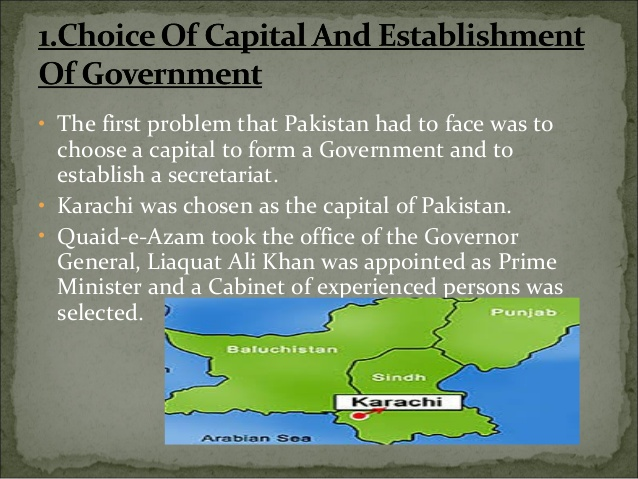 1.Choice Of Capital And Establishment
Of Government
• The first problem that Pakistan had to face was to
choose a capital to form a Government and to
establish a secretariat.
• Karachi was chosen as the capital of Pakistan.
• Quaid-e-Azam took the office of the Governor
General, Liaquat Ali Khan was appointed as Prime
Minister and a Cabinet of experienced persons was
selected.
Punjab
Baluchistan
Sindh
Karachi
Arabian Sea